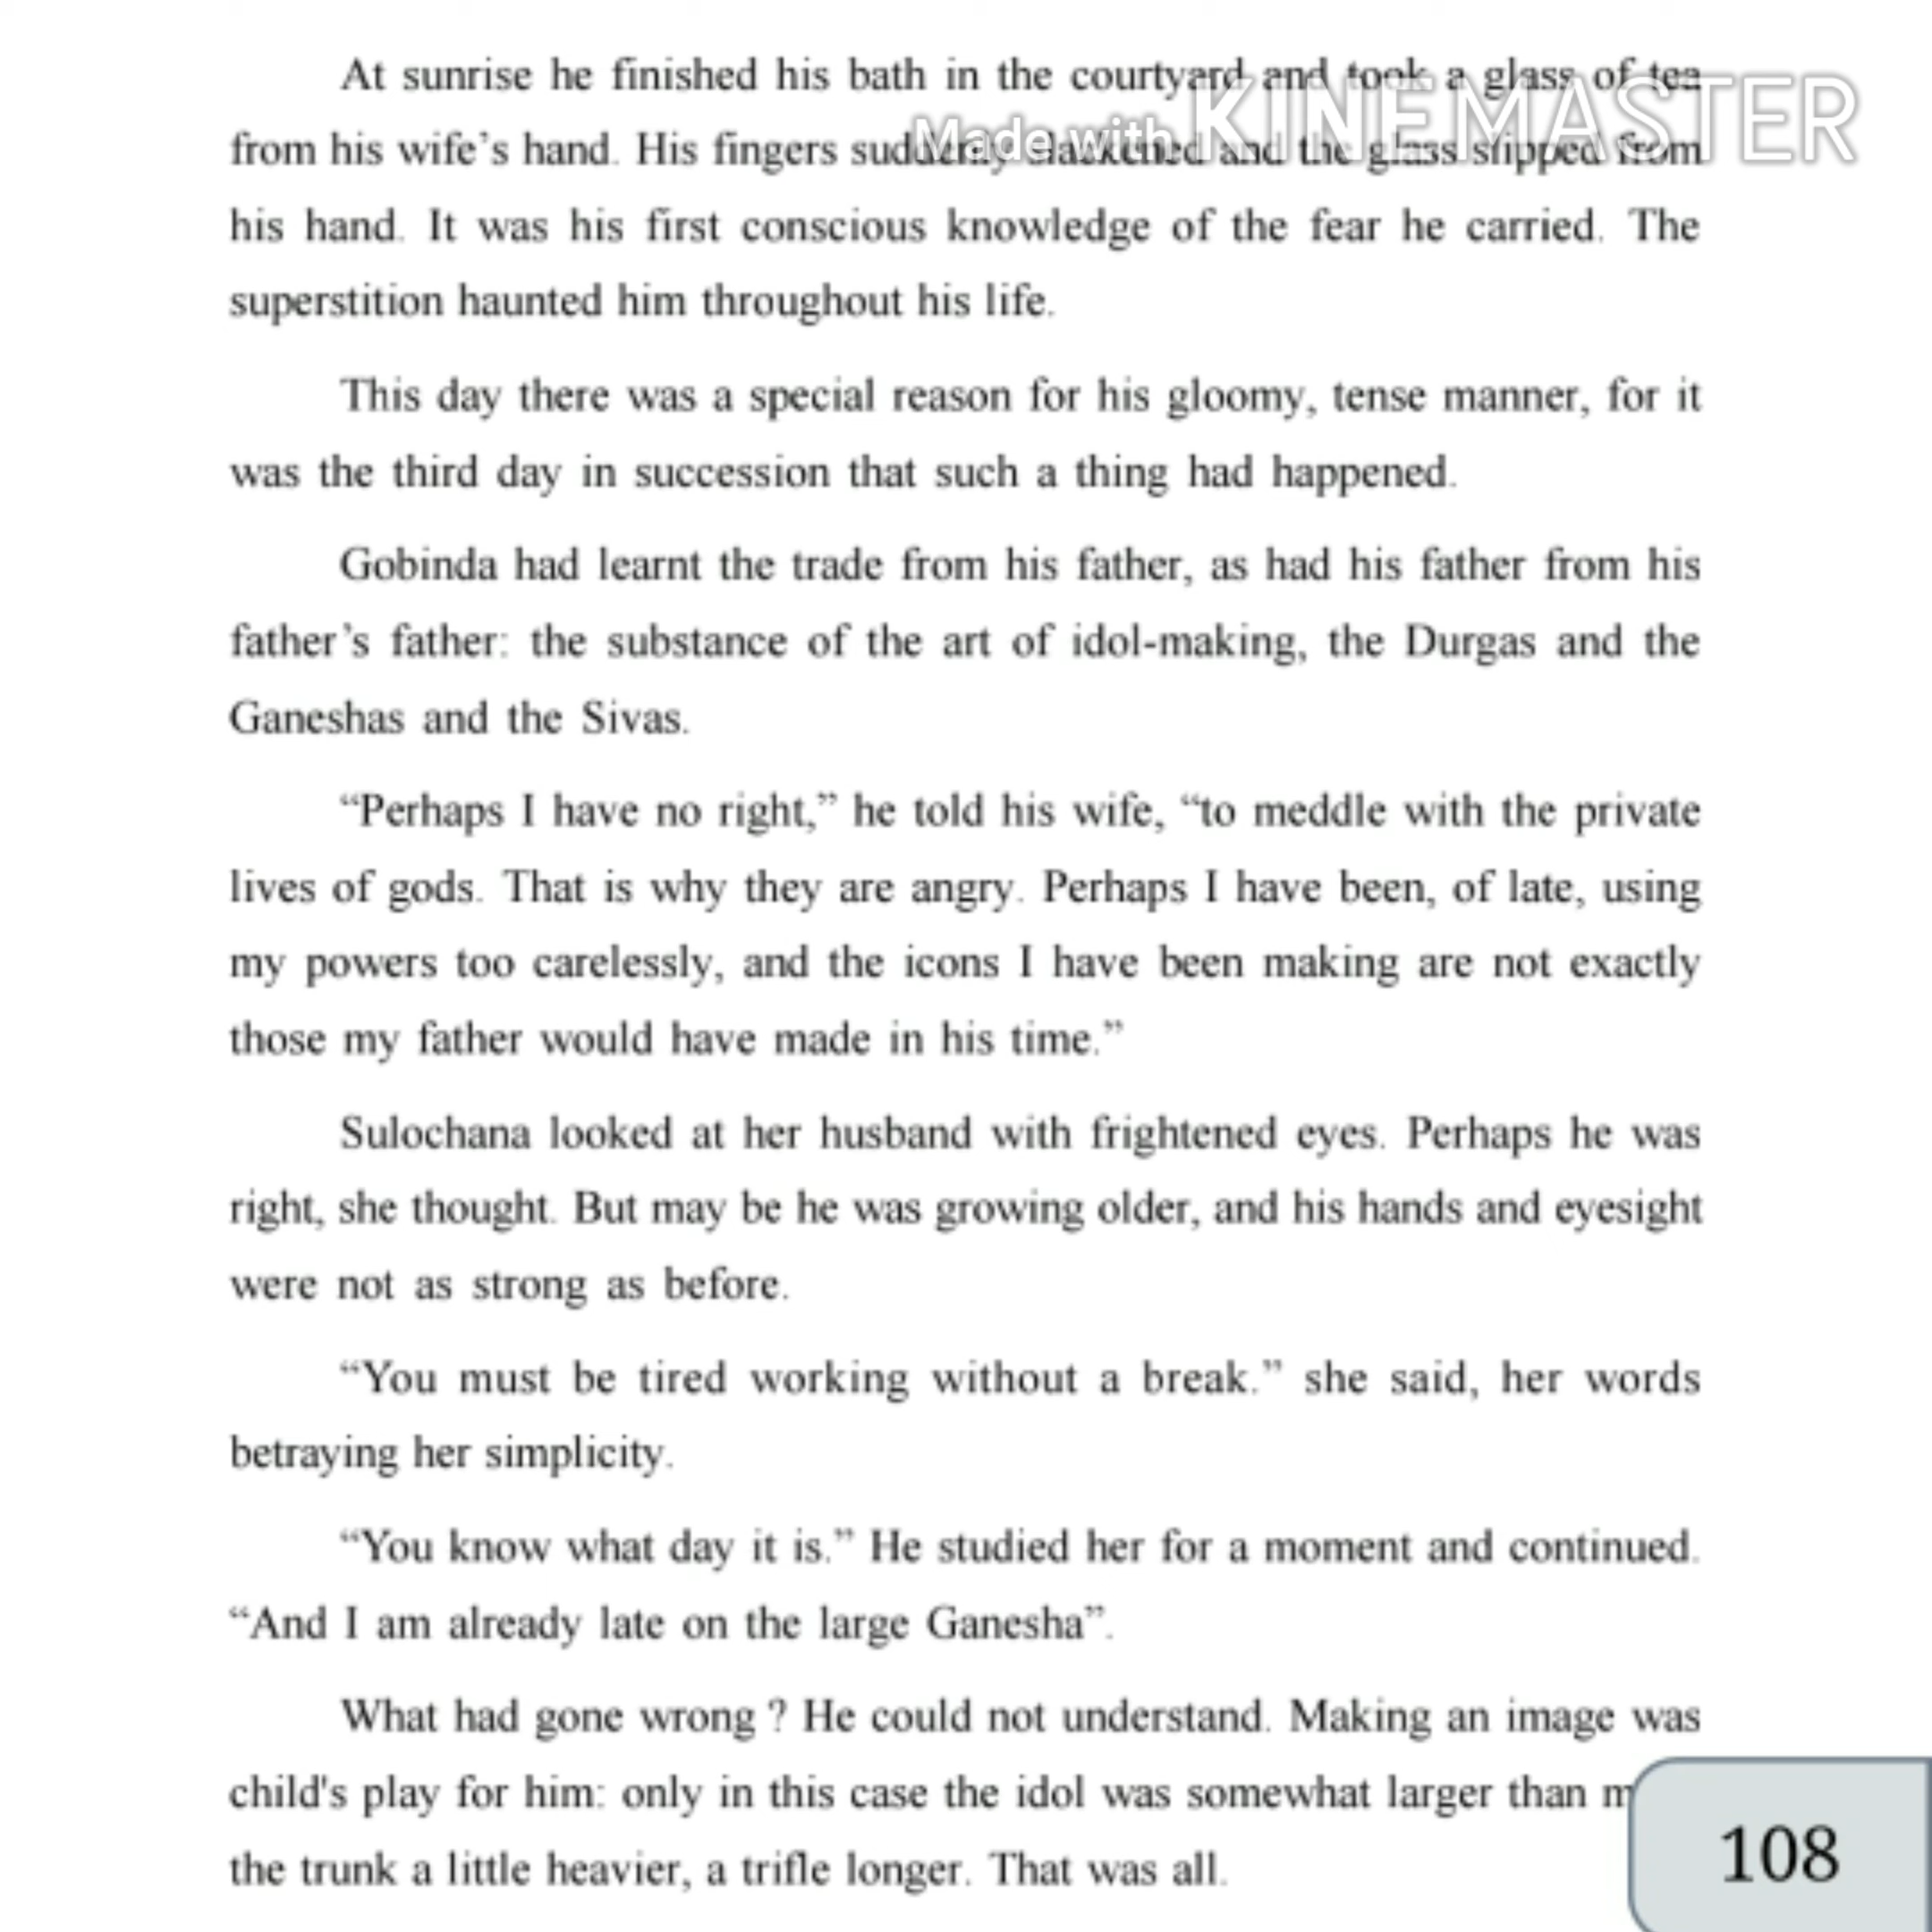 At sunrise he finished his bath in the courtyard and took a glass of tea
Made with KINEMASTER
from his wife’s hand. His fingers suddenly slackened and the glass slipped from
his hand. It was his first conscious knowledge of the fear he carried. The
superstition haunted him throughout his life.
This day there was a special reason for his gloomy, tense manner, for it
was the third day in succession that such a thing had happened.
Gobinda had learnt the trade from his father, as had his father from his
father’s father: the substance of the art of idol-making, the Durgas and the
Ganeshas and the Sivas.
“Perhaps I have no right,” he told his wife, “to meddle with the private
lives of gods. That is why they are angry. Perhaps I have been, of late, using
my powers too carelessly, and the icons I have been making are not exactly
those my father would have made in his time.”
Sulochana looked at her husband with frightened eyes. Perhaps he was
right, she thought. But may be he was growing older, and his hands and eyesight
were not as strong as before.
“You must be tired working without a break.” she said, her words
betraying her simplicity.
“You know what day it is.” He studied her for a moment and continued.
“And I am already late on the large Ganesha”.
What had gone wrong ? He could not understand. Making an image was
child's play for him: only in this case the idol was somewhat larger than
the trunk a little heavier, a trifle longer. That was all.
108